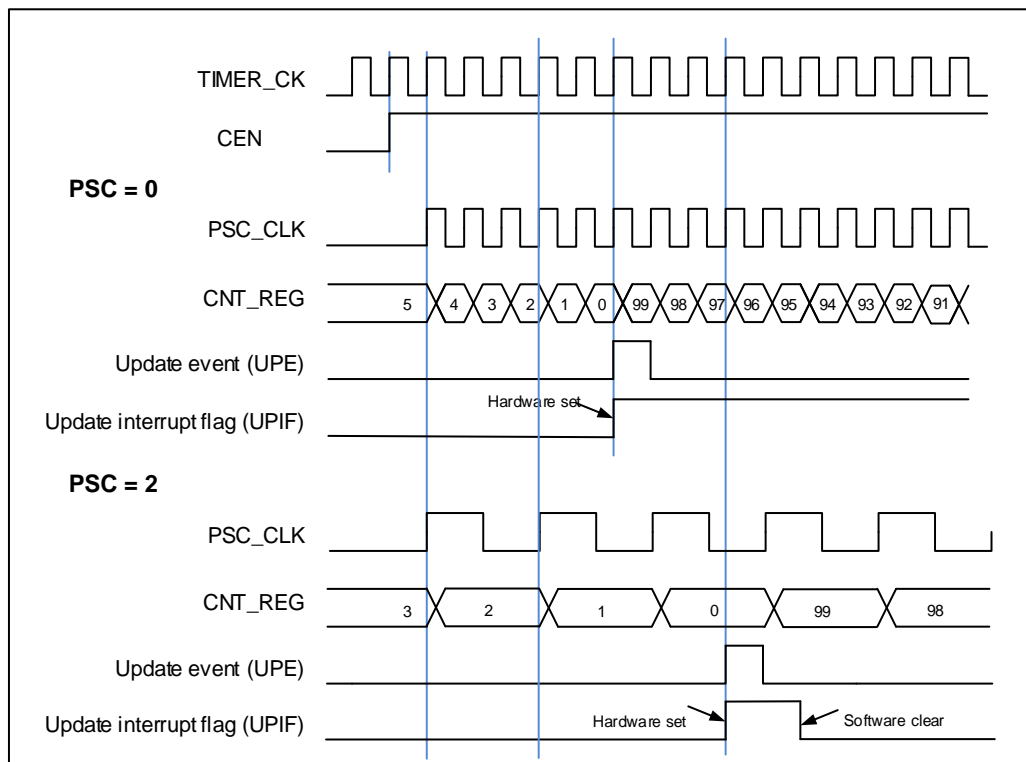 TIMER_CK
CEN
PSC = 0
PSC_CLK
CNT_REG 5 4 3 2 1 0 99 98 97 96 95 94 93 92 91
Update event (UPE)
Hardware set
Update interrupt flag (UPIF)
PSC = 2
PSC_CLK
CNT_REG 3 2 1 0 99 98
Update event (UPE)
Update interrupt flag (UPIF) Hardware set Software clear